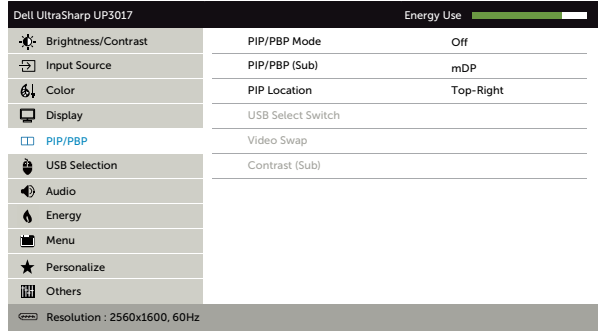 Dell UltraSharp UP3017 Energy Use
Brightness/Contrast PIP/PBP Mode Off
Input Source PIP/PBP (Sub) mDP
Color PIP Location Top-Right
Display USB Select Switch
PIP/PBP Video Swap
USB Selection Contrast (Sub)
Audio
Energy
Menu
Personalize
Others
Resolution : 2560x1600, 60Hz